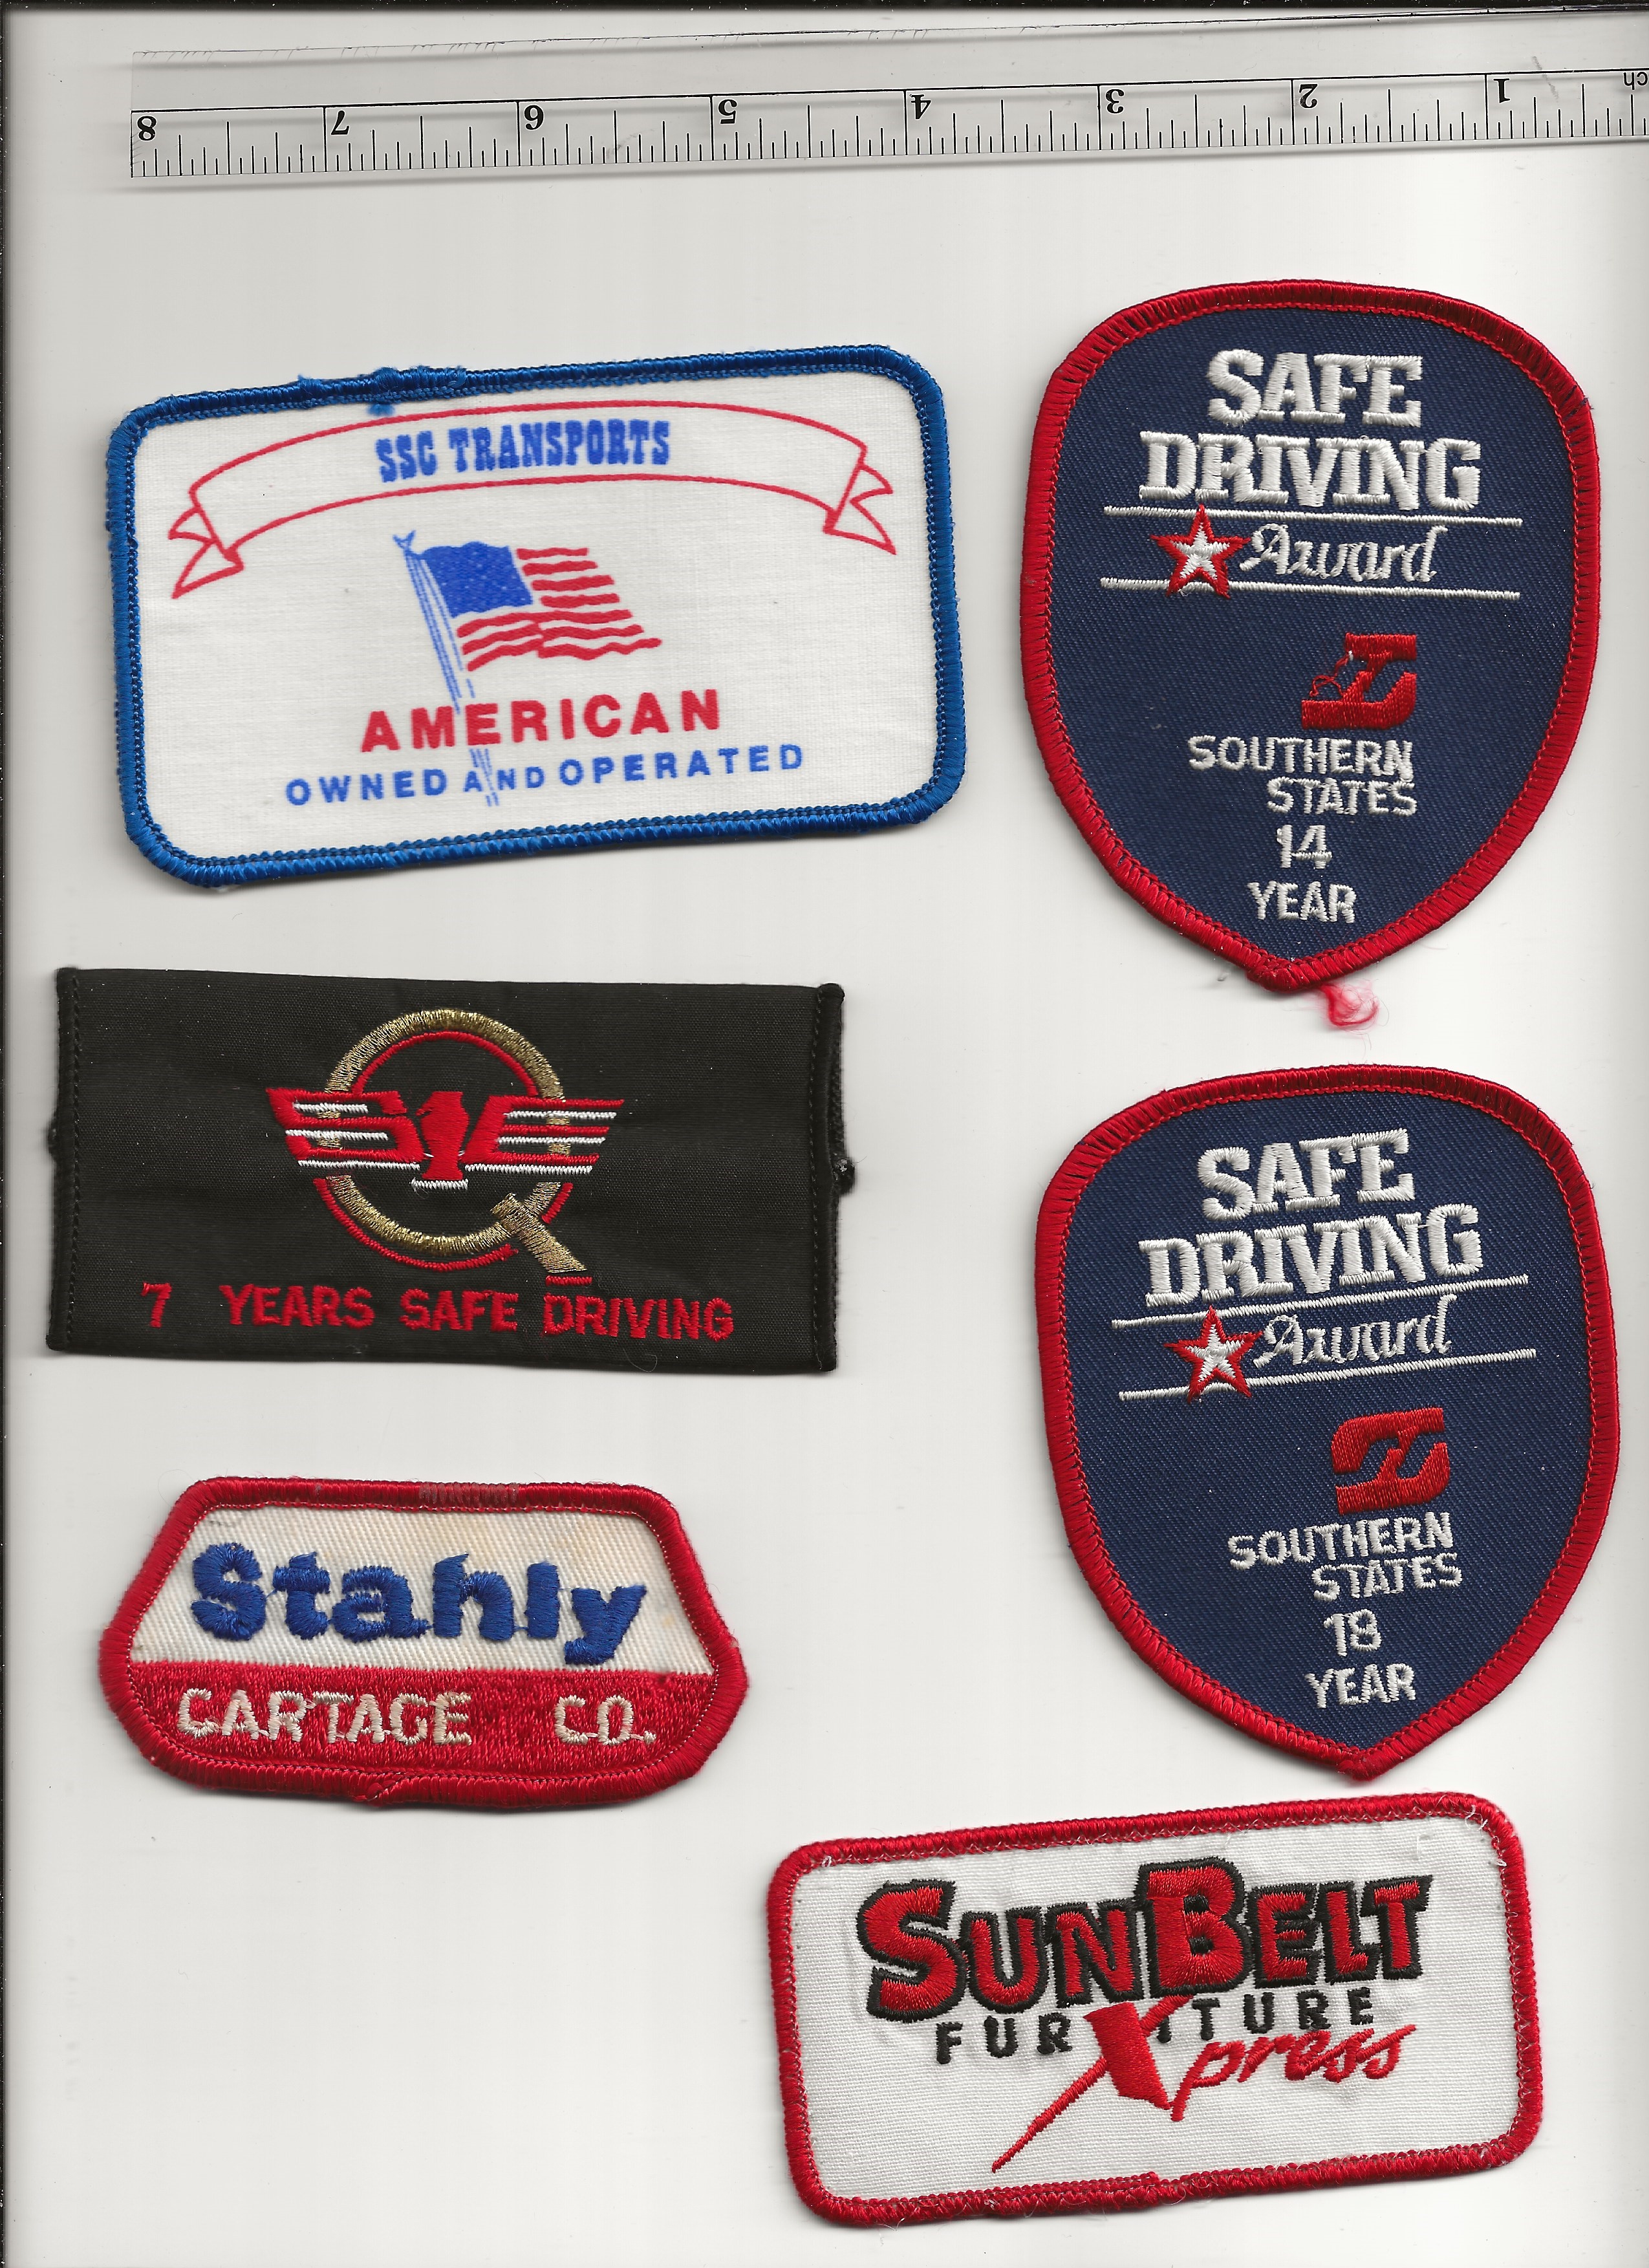 8 7 6 5 4 3 2 1 ch
SSC TRANSPORTS
AMERICAN
OWNED AND OPERATED
SAFE
DRIVING
Award
SOUTHERN
STATES
14
YEAR
7 YEARS SAFE DRIVING
SAFE
DRIVING
Award
SOUTHERN
STATES
18
YEAR
Stahly
CARTAGE CO.
SUNBELT
FURNITURE
Xpress